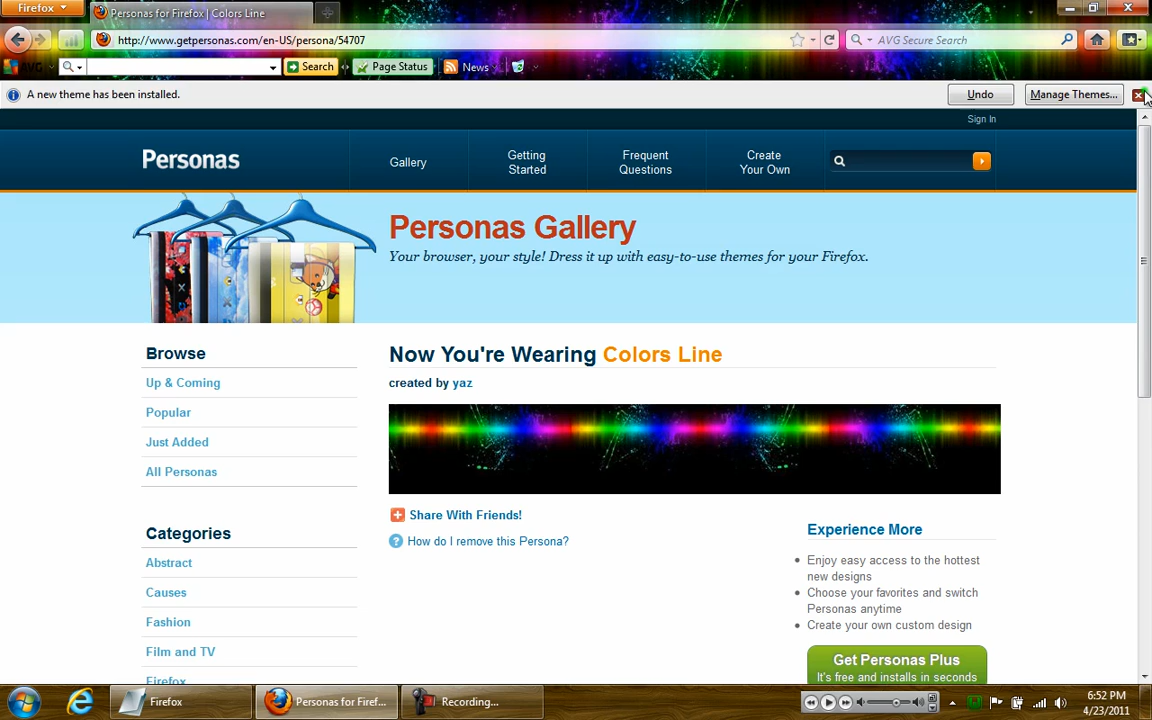 Firefox
Personas for Firefox | Colors Line
http://www.getpersonas.com/en-US/persona/54707
AVG Secure Search
AVG
Search
Page Status
News
A new theme has been installed.
Undo
Manage Themes...
Sign In
Personas
Gallery
Getting Started
Frequent Questions
Create Your Own
Personas Gallery
Your browser, your style! Dress it up with easy-to-use themes for your Firefox.
Browse
Up & Coming
Popular
Just Added
All Personas
Categories
Abstract
Causes
Fashion
Film and TV
Firefox
Now You're Wearing Colors Line
created by yaz
Share With Friends!
How do I remove this Persona?
Experience More
Enjoy easy access to the hottest
new designs
Choose your favorites and switch
Personas anytime
Create your own custom design
Get Personas Plus
It's free and installs in seconds
Firefox
Personas for Firef...
Recording...
6:52 PM
4/23/2011